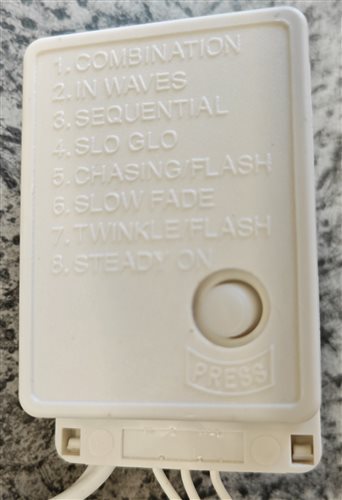 1. COMBINATION
2. IN WAVES
3. SEQUENTIAL
4. SLO GLO
5. CHASING/FLASH
6. SLOW FADE
7. TWINKLE/FLASH
8. STEADY ON
PRESS